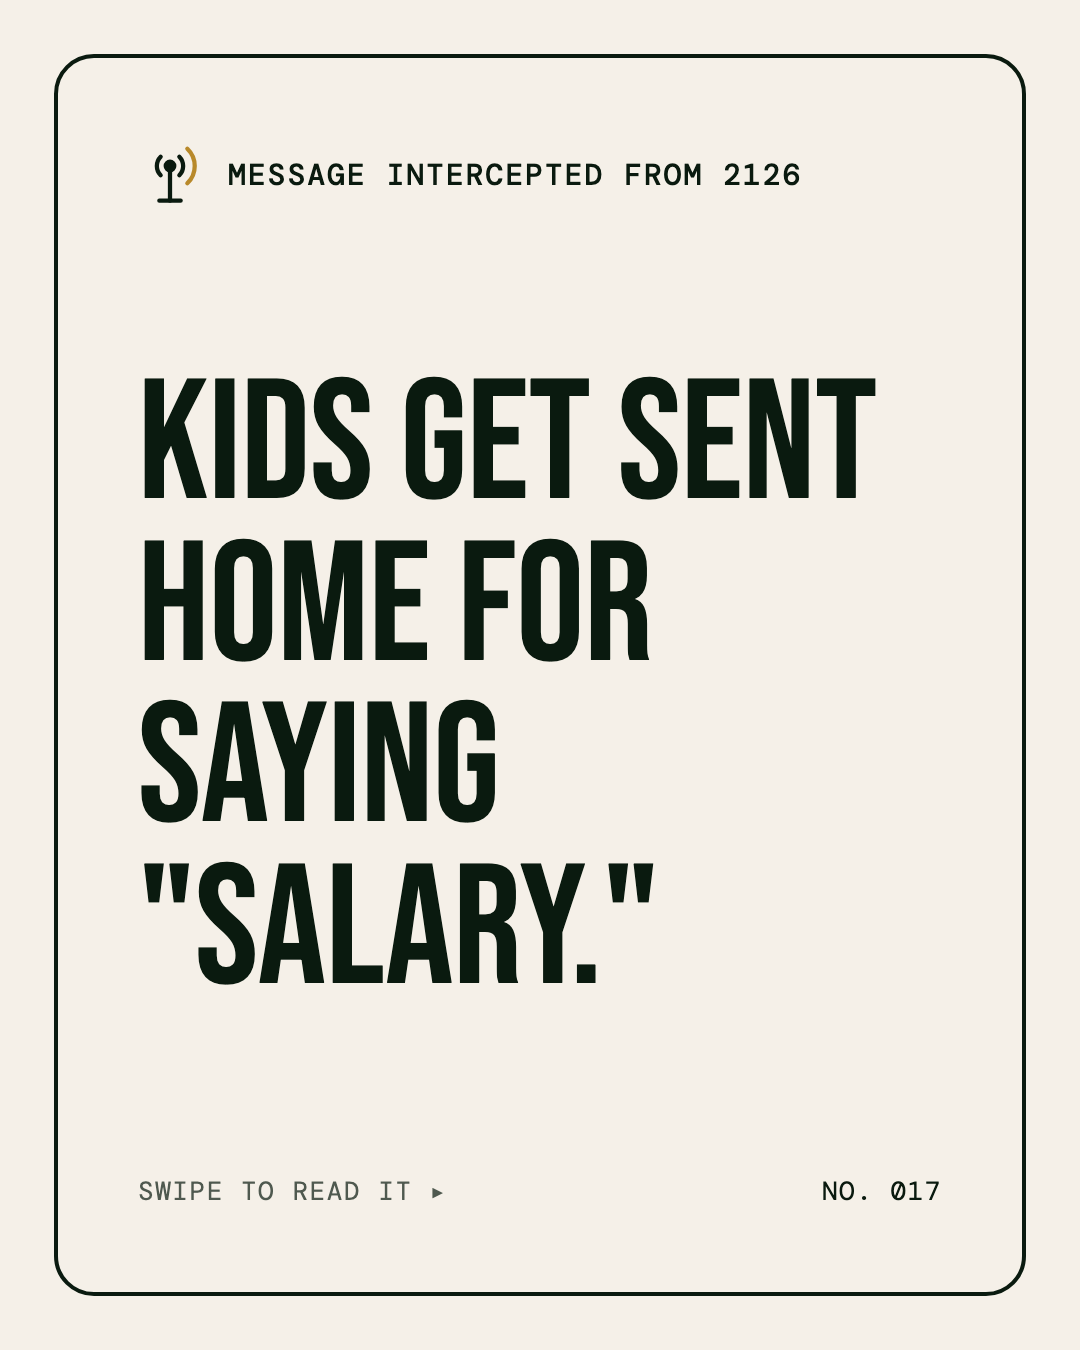 MESSAGE INTERCEPTED FROM 2126
KIDS GET SENT
HOME FOR
SAYING
"SALARY."
SWIPE TO READ IT ▸
NO. 017